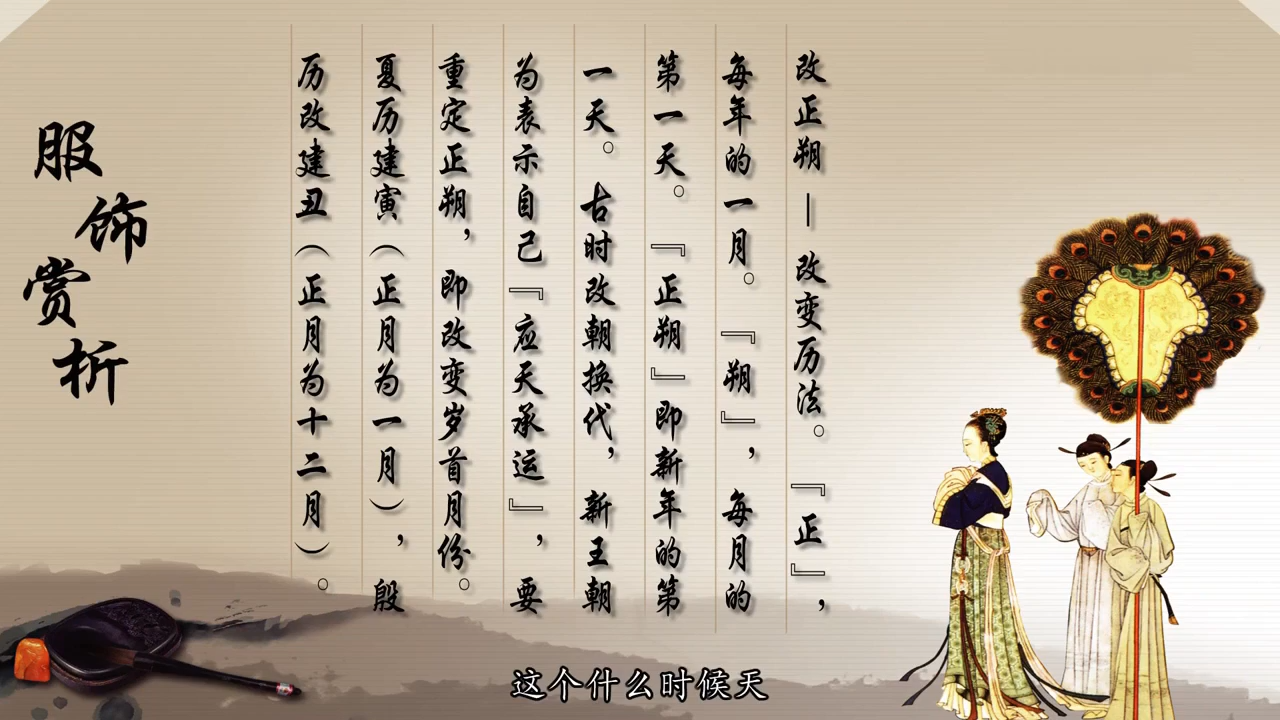 服饰赏析
改正朔—改变历法。『正』，
每年的一月。『朔』，每月的
第一天。『正朔』即新年的第
一天。古时改朝换代，新王朝
为表示自己『应天承运』，要
重定正朔，即改变岁首月份。
夏历建寅（正月为一月），殷
历改建丑（正月为十二月）。
这个什么时候天